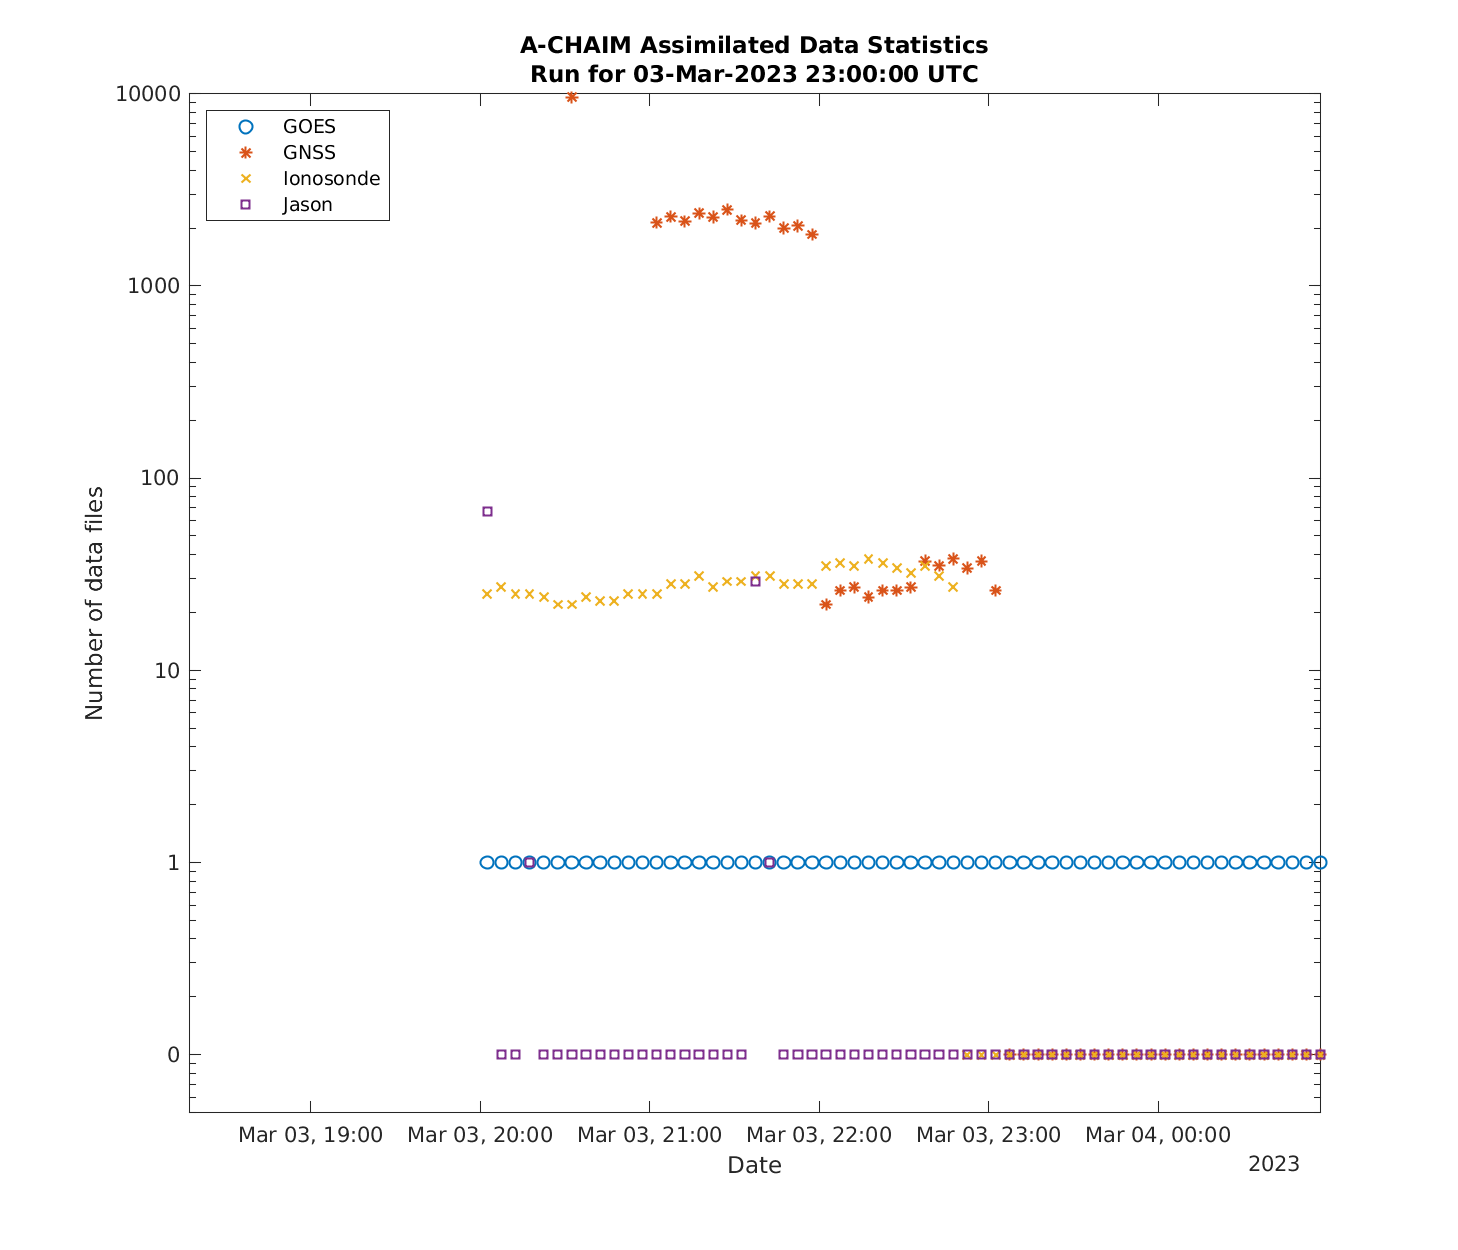 A-CHAIM Assimilated Data Statistics
Run for 03-Mar-2023 23:00:00 UTC
GOES
GNSS
Ionosonde
Jason
10000
1000
100
10
1
0
Number of data files
Mar 03, 19:00
Mar 03, 20:00
Mar 03, 21:00
Mar 03, 22:00
Mar 03, 23:00
Mar 04, 00:00
Date
2023